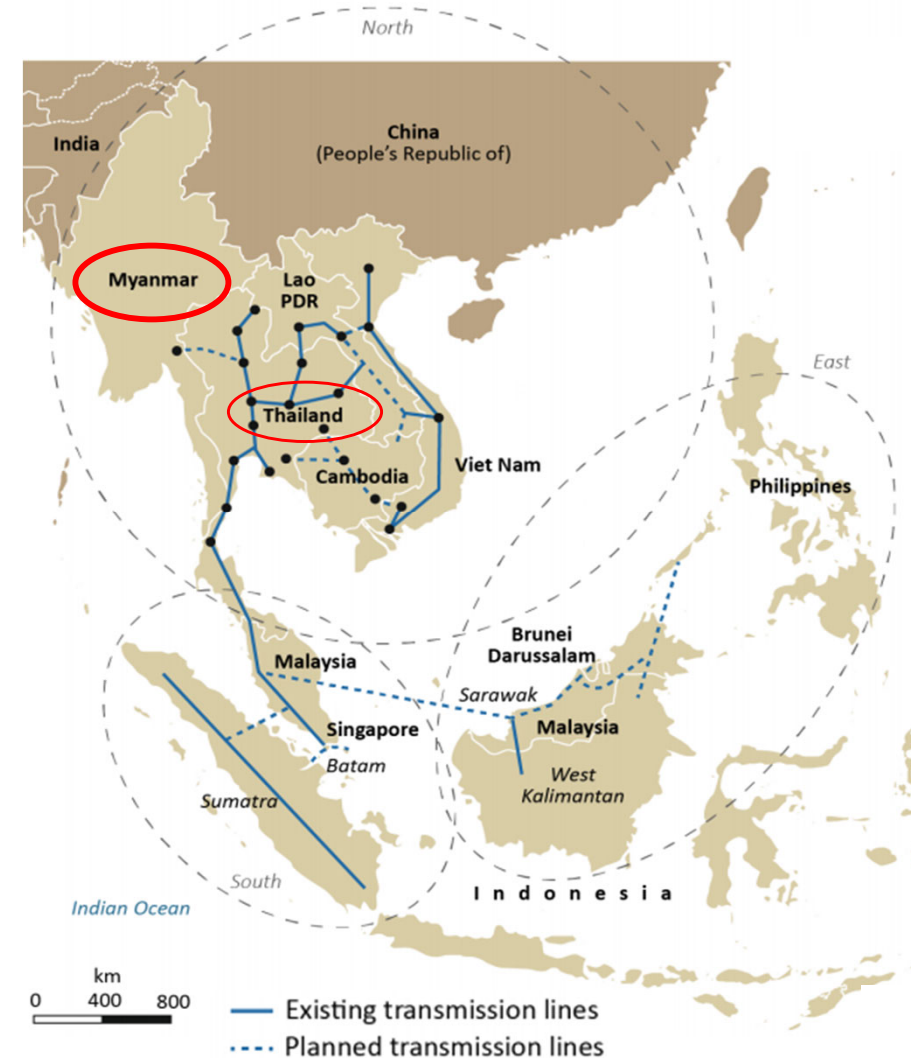 North
China
(People's Republic of)
India
Myanmar
Lao
PDR
East
Thailand
Viet Nam
Cambodia
Philippines
Brunei
Darussalam
Malaysia
Sarawak
Singapore
Malaysia
Batam
West
Kalimantan
Sumatra
South
Indonesia
Indian Ocean
km
0 400 800
Existing transmission lines
Planned transmission lines